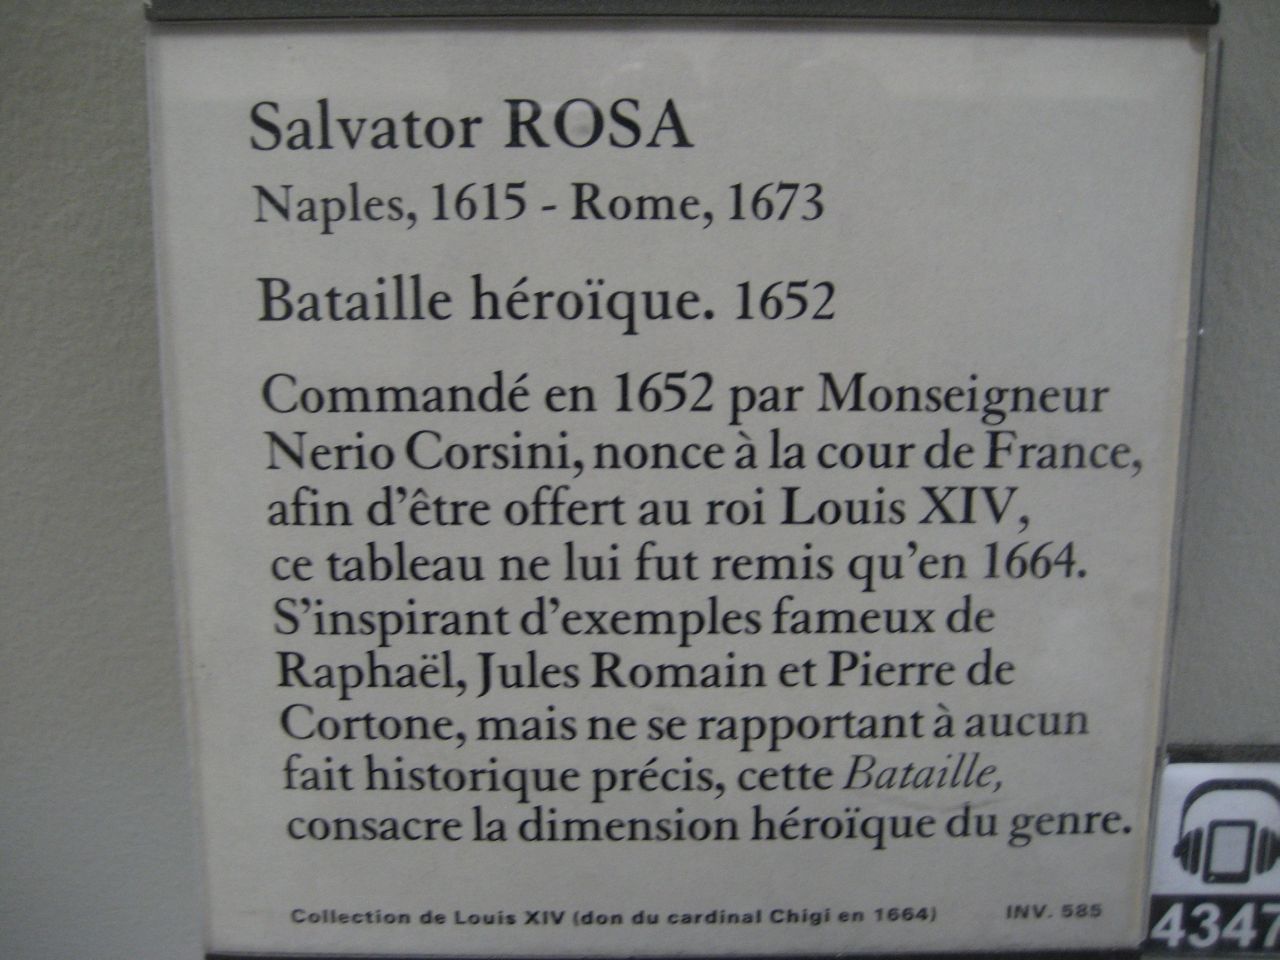 Salvator ROSA
Naples, 1615 - Rome, 1673
Bataille héroïque. 1652
Commandé en 1652 par Monseigneur
Nerio Corsini, nonce à la cour de France,
afin d'être offert au roi Louis XIV,
ce tableau ne lui fut remis qu'en 1664.
S'inspirant d'exemples fameux de
Raphaël, Jules Romain et Pierre de
Cortone, mais ne se rapportant à aucun
fait historique précis, cette Bataille,
consacre la dimension héroïque du genre.
Collection de Louis XIV (don du cardinal Chigi en 1664) INV. 585
4347